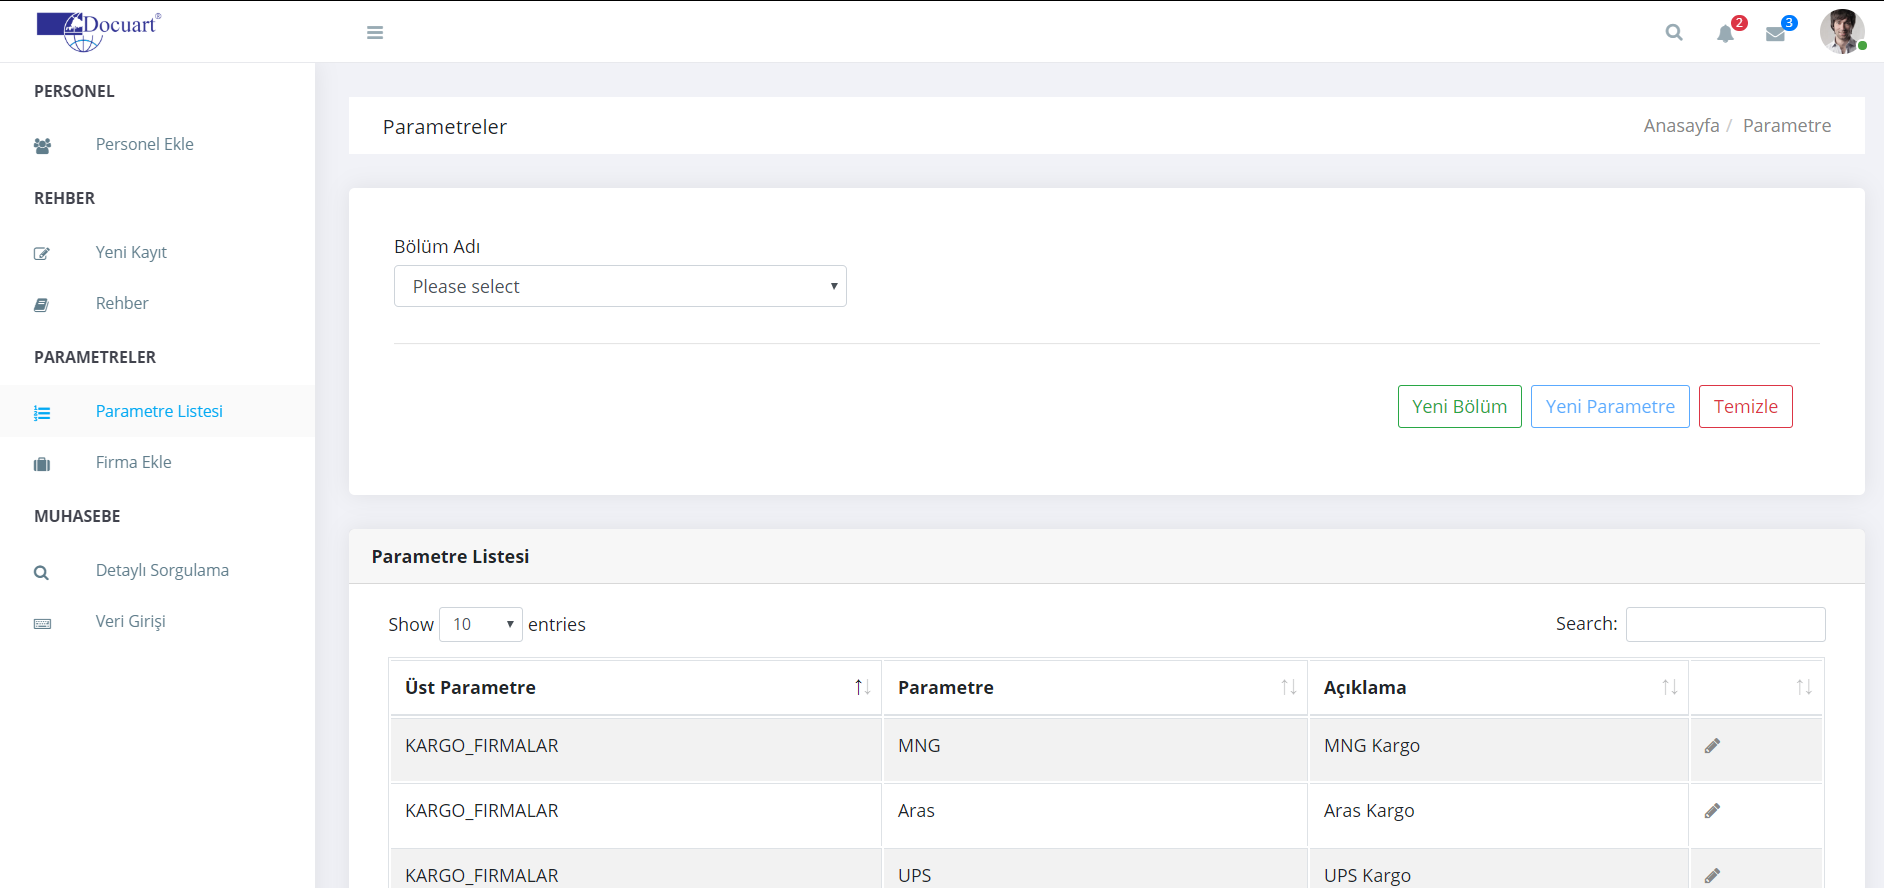 Docuart®
2
3
PERSONEL
Personel Ekle
REHBER
Yeni Kayıt
Rehber
PARAMETRELER
Parametre Listesi
Firma Ekle
MUHASEBE
Detaylı Sorgulama
Veri Girişi
Parametreler
Anasayfa / Parametre
Bölüm Adı
Please select
Yeni Bölüm Yeni Parametre Temizle
Parametre Listesi
Show 10 entries Search:
Üst Parametre Parametre Açıklama
KARGO_FIRMALAR MNG MNG Kargo
KARGO_FIRMALAR Aras Aras Kargo
KARGO_FIRMALAR UPS UPS Kargo